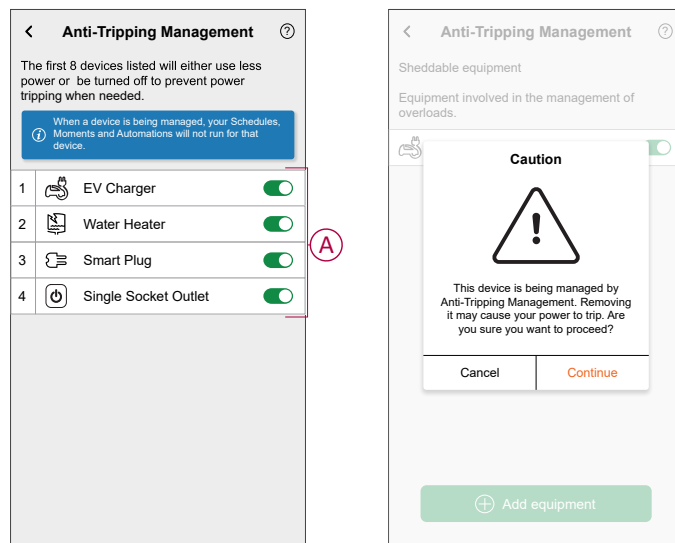 Anti-Tripping Management
The first 8 devices listed will either use less
power or be turned off to prevent power
tripping when needed.
When a device is being managed, your Schedules,
Moments and Automations will not run for that
device.
1 EV Charger
2 Water Heater
3 Smart Plug
4 Single Socket Outlet
A
Anti-Tripping Management
Sheddable equipment
Equipment involved in the management of
overloads.
Caution
This device is being managed by
Anti-Tripping Management. Removing
it may cause your power to trip. Are
you sure you want to proceed?
Cancel Continue
Add equipment